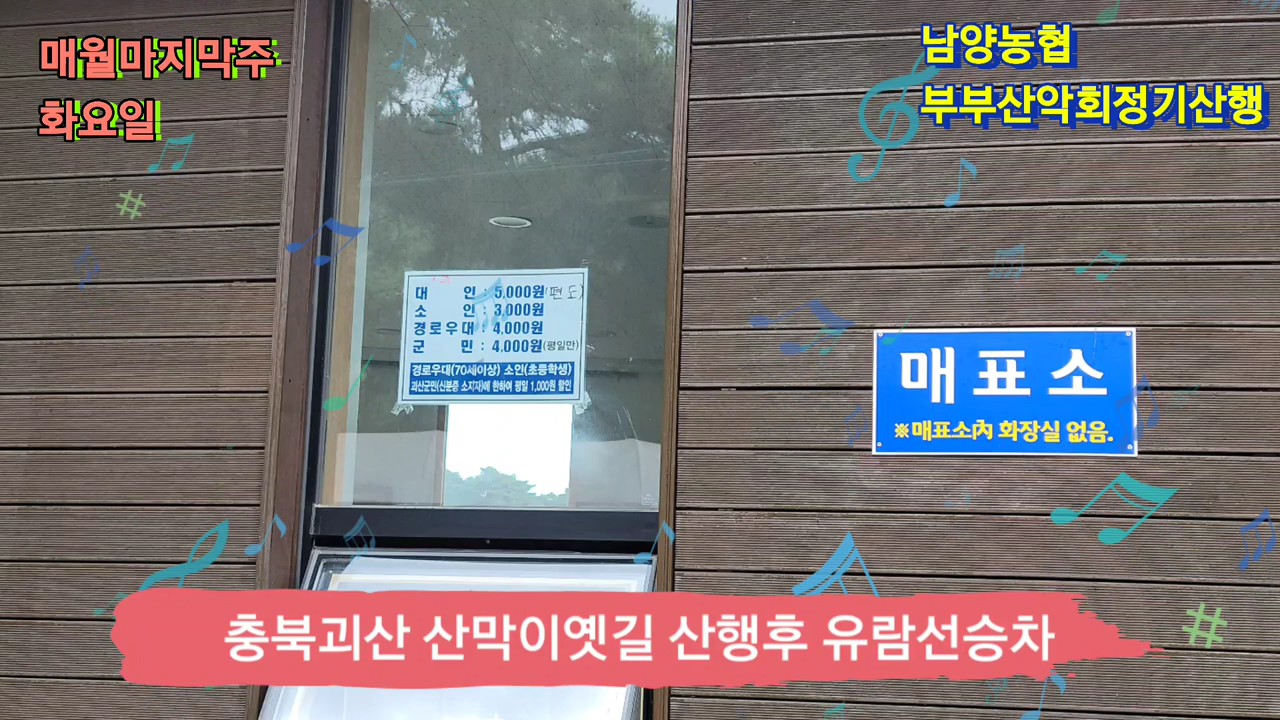 매월마지막주
화요일
남양농협
부부산악회정기산행
대 인 : 5,000원(편도)
소 인 : 3,000원
경로우대 : 4,000원
군 민 : 4,000원(평일만)
경로우대(70세이상) 소인(초등학생)
괴산군민(신분증 소지자)에 한하여 평일 1,000원 할인
매표소
※매표소內 화장실 없음.
충북괴산 산막이옛길 산행후 유람선승차